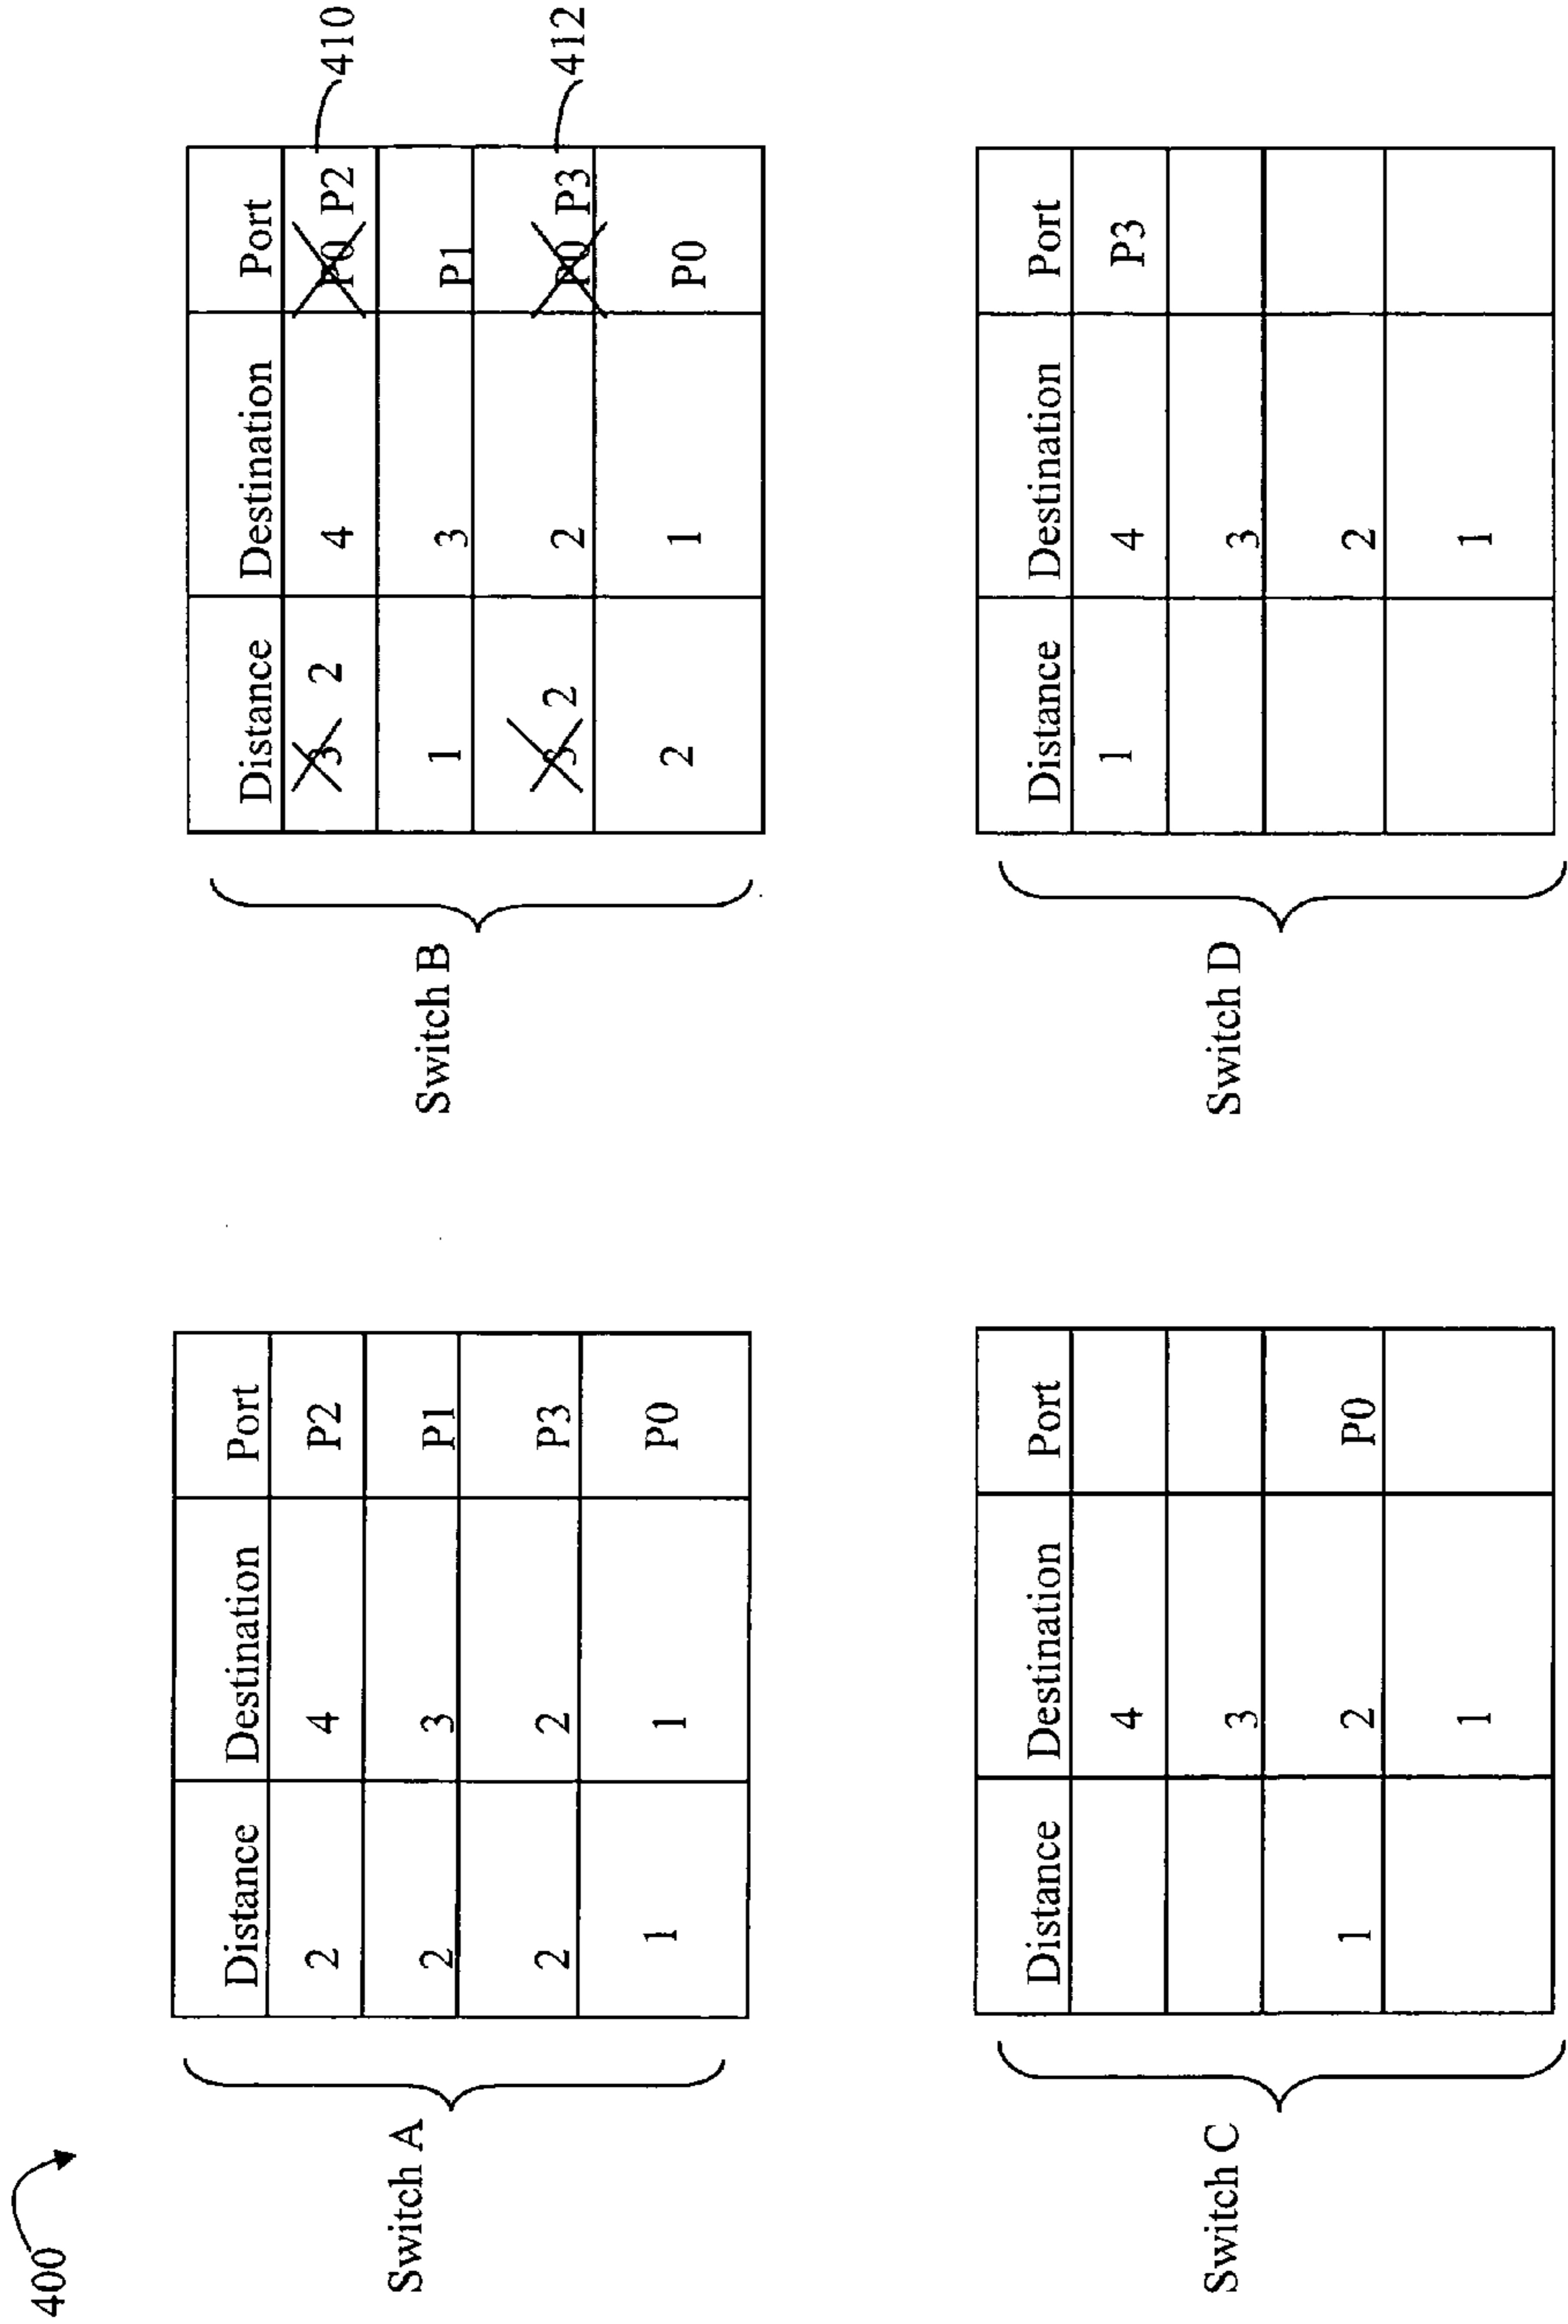 400
Switch A
Distance Destination Port
2 4 P2
2 3 P1
2 2 P3
1 1 P0
Switch B
Distance Destination Port
3 2 4 P0 P2
410
1 3 P1
3 2 2 P0 P3
412
2 1 P0
Switch C
Distance Destination Port
4
3
1 2 P0
1
Switch D
Distance Destination Port
1 4 P3
3
2
1